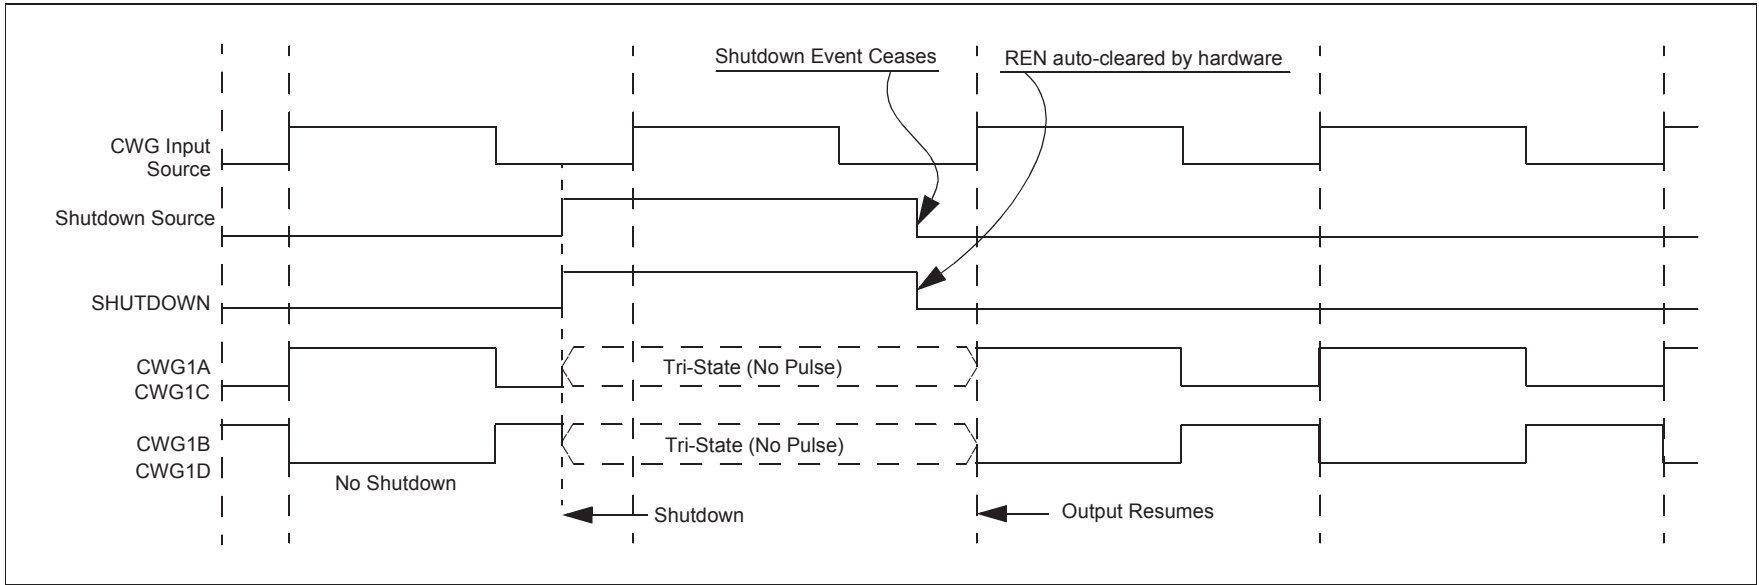 Shutdown Event Ceases
REN auto-cleared by hardware
CWG Input
Source
Shutdown Source
SHUTDOWN
CWG1A
CWG1C
Tri-State (No Pulse)
CWG1B
CWG1D
Tri-State (No Pulse)
No Shutdown
Shutdown
Output Resumes